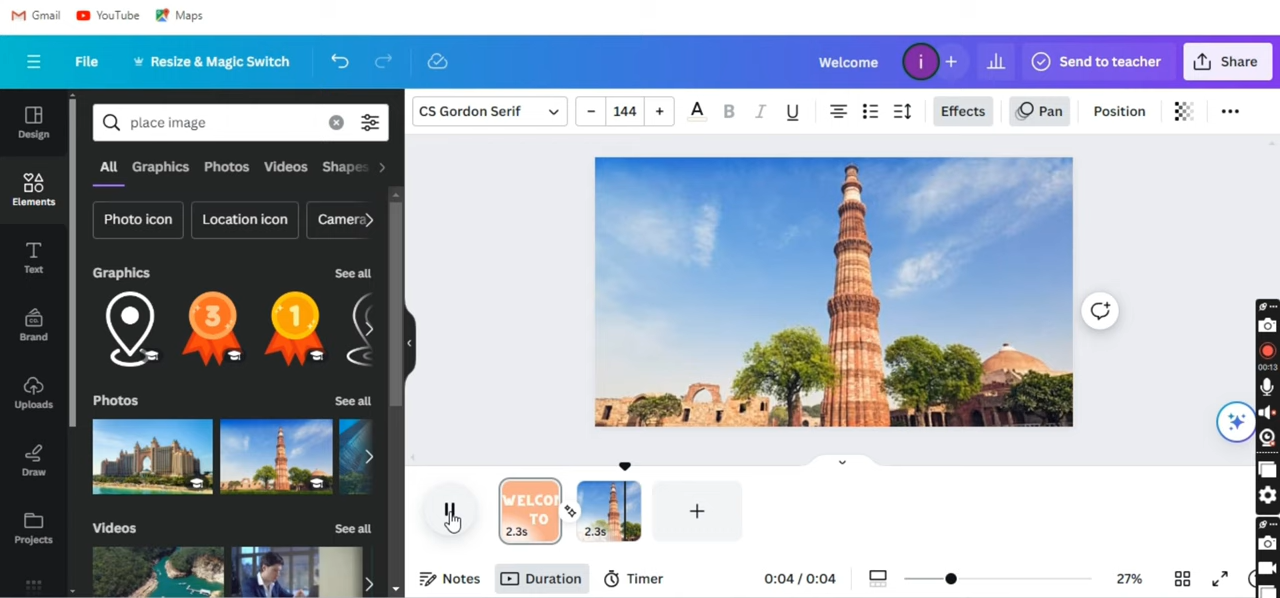 Gmail YouTube Maps
File Resize & Magic Switch Welcome i + Send to teacher Share
Design place image CS Gordon Serif − 144 + A B I U Effects Pan Position
All Graphics Photos Videos Shapes
Elements
Photo icon Location icon Camera
Text
Graphics See all
3 1
Brand
Photos See all
Uploads
Draw
WELCO
TO
2.3s 2.3s
Projects
Videos See all
Notes Duration Timer 0:04 / 0:04 27%
00:13